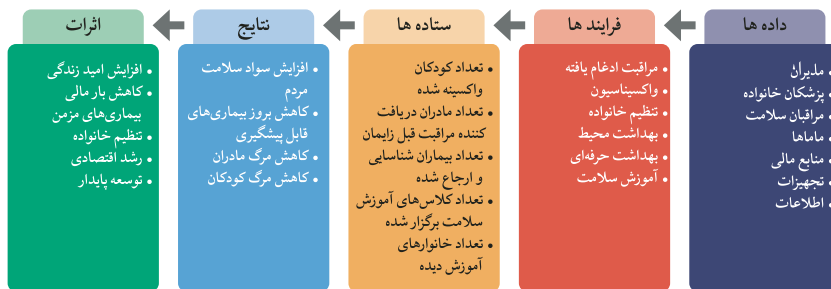 داده ها
مدیران
• پزشکان خانواده
• مراقبان سلامت
• ماماها
• منابع مالی
• تجهیزات
• اطلاعات
فرایند ها
• مراقبت ادغام یافته
• واکسیناسیون
• تنظیم خانواده
• بهداشت محیط
• بهداشت حرفه‌ای
• آموزش سلامت
ستاده ها
• تعداد کودکان
واکسینه شده
• تعداد مادران دریافت
کننده مراقبت قبل زایمان
• تعداد بیماران شناسایی
و ارجاع شده
• تعداد کلاس‌های آموزش
سلامت برگزار شده
• تعداد خانوارهای
آموزش دیده
نتایج
• افزایش سواد سلامت
مردم
• کاهش بروز بیماری‌های
قابل پیشگیری
• کاهش مرگ مادران
• کاهش مرگ کودکان
اثرات
• افزایش امید زندگی
• کاهش بار مالی
بیماری‌های مزمن
• تنظیم خانواده
• رشد اقتصادی
• توسعه پایدار